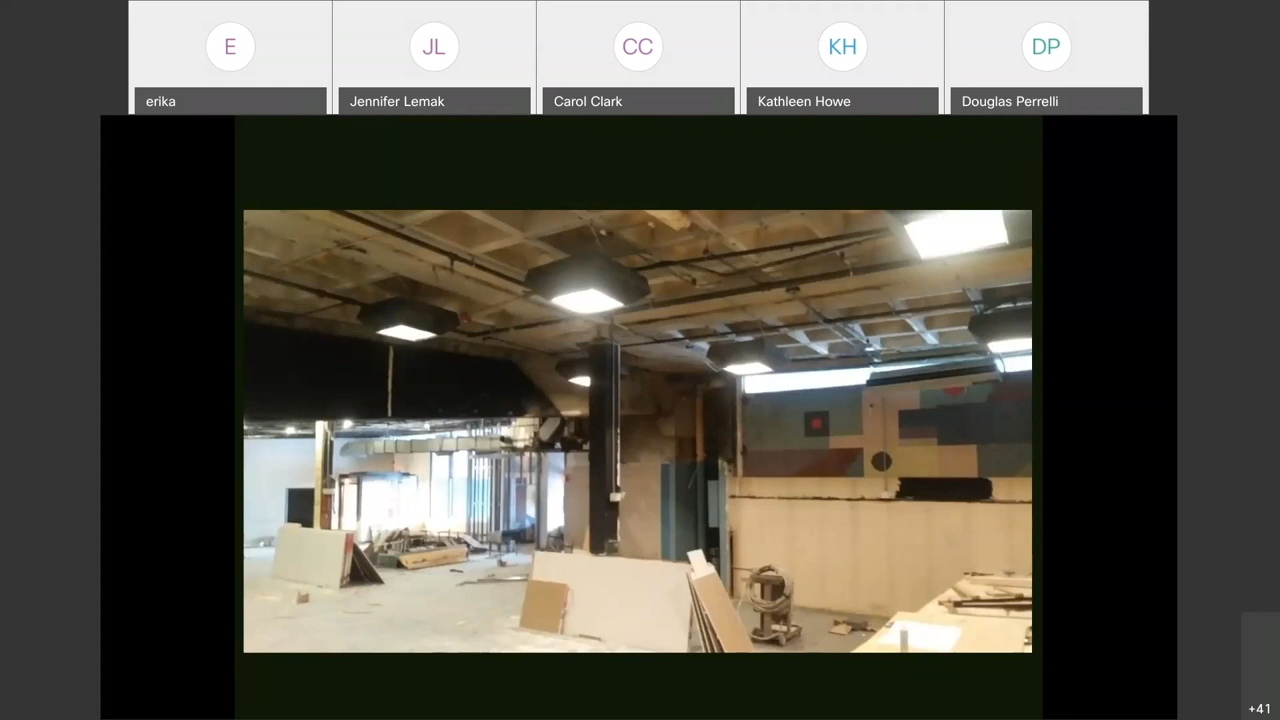 E
JL
CC
KH
DP
erika
Jennifer Lemak
Carol Clark
Kathleen Howe
Douglas Perrelli
+41